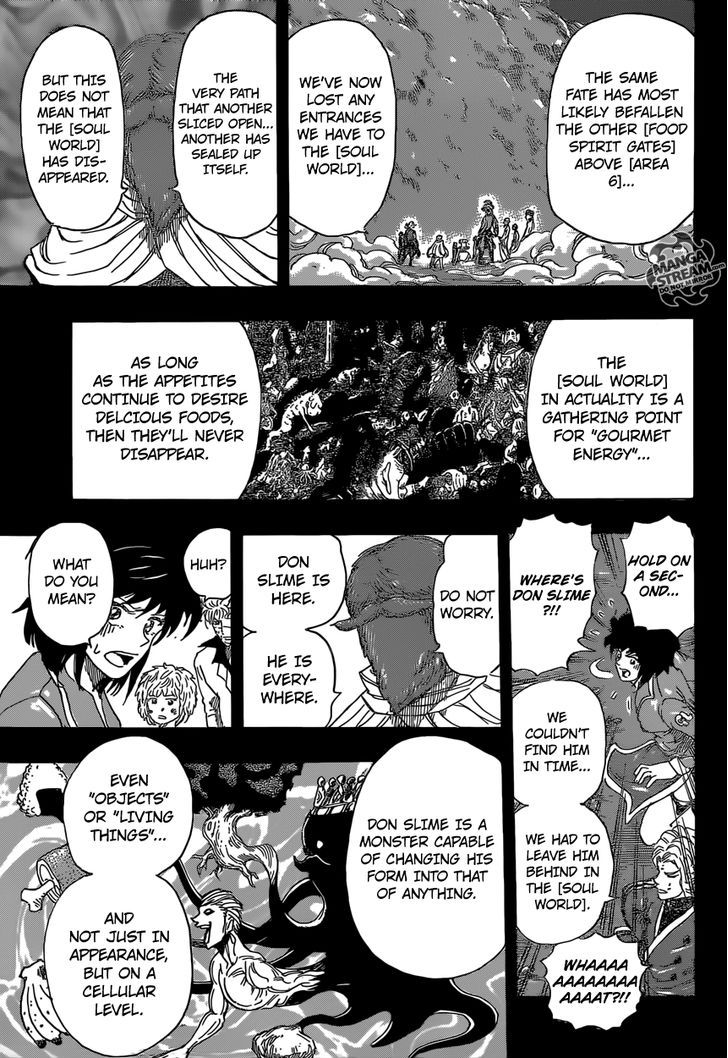 THE SAME
FATE HAS MOST
LIKELY BEFALLEN
THE OTHER [FOOD
SPIRIT GATES]
ABOVE [AREA
6]...
WE'VE NOW
LOST ANY
ENTRANCES
WE HAVE TO
THE [SOUL
WORLD]...
MANGA
STREAM.COM
DO NOT MIRROR
THE
VERY PATH
THAT ANOTHER
SLICED OPEN...
ANOTHER HAS
SEALED UP
ITSELF.
BUT THIS
DOES NOT
MEAN THAT
THE [SOUL
WORLD]
HAS DIS-
APPEARED.
THE
[SOUL WORLD]
IN ACTUALITY IS A
GATHERING POINT
FOR "GOURMET
ENERGY"...
AS LONG
AS THE APPETITES
CONTINUE TO DESIRE
DELCIOUS FOODS,
THEN THEY'LL NEVER
DISAPPEAR.
HOLD ON
A SEC-
OND...
WHERE'S
DON SLIME
?!!
WE
COULDN'T
FIND HIM
IN TIME...
WE HAD TO
LEAVE HIM
BEHIND IN
THE [SOUL
WORLD].
WHAAAA
AAAAAAAA
AAAAT?!!
DO NOT
WORRY.
DON
SLIME IS
HERE.
HE IS
EVERY-
WHERE.
HUH?
WHAT
DO YOU
MEAN?
DON SLIME IS A
MONSTER CAPABLE
OF CHANGING HIS
FORM INTO THAT
OF ANYTHING.
EVEN
"OBJECTS"
OR "LIVING
THINGS"...
AND
NOT JUST IN
APPEARANCE,
BUT ON A
CELLULAR
LEVEL.